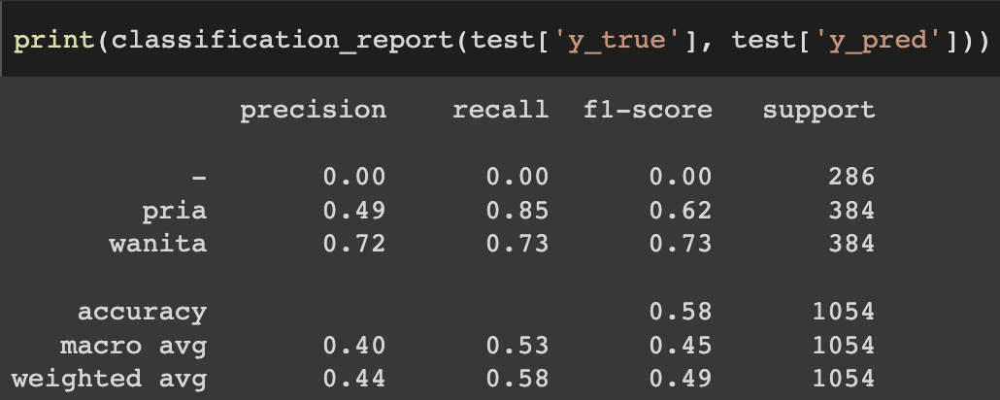 print(classification_report(test['y_true'], test['y_pred']))
precision recall f1-score support
- 0.00 0.00 0.00 286
pria 0.49 0.85 0.62 384
wanita 0.72 0.73 0.73 384
accuracy 0.58 1054
macro avg 0.40 0.53 0.45 1054
weighted avg 0.44 0.58 0.49 1054